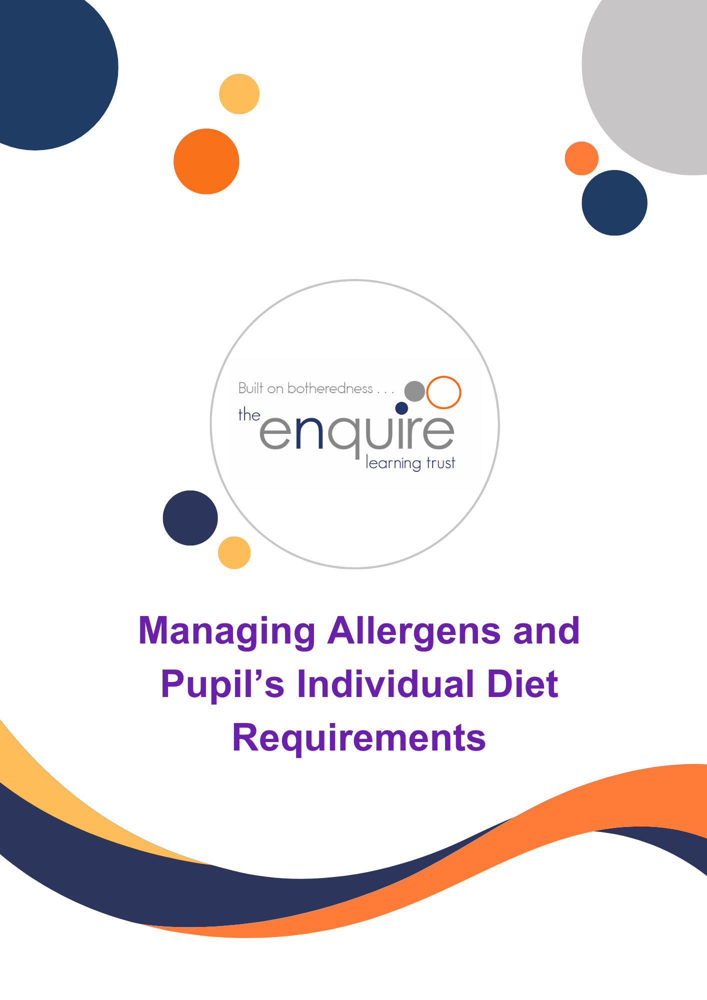 Built on botheredness . . .
the
enquire
learning trust
Managing Allergens and
Pupil’s Individual Diet
Requirements